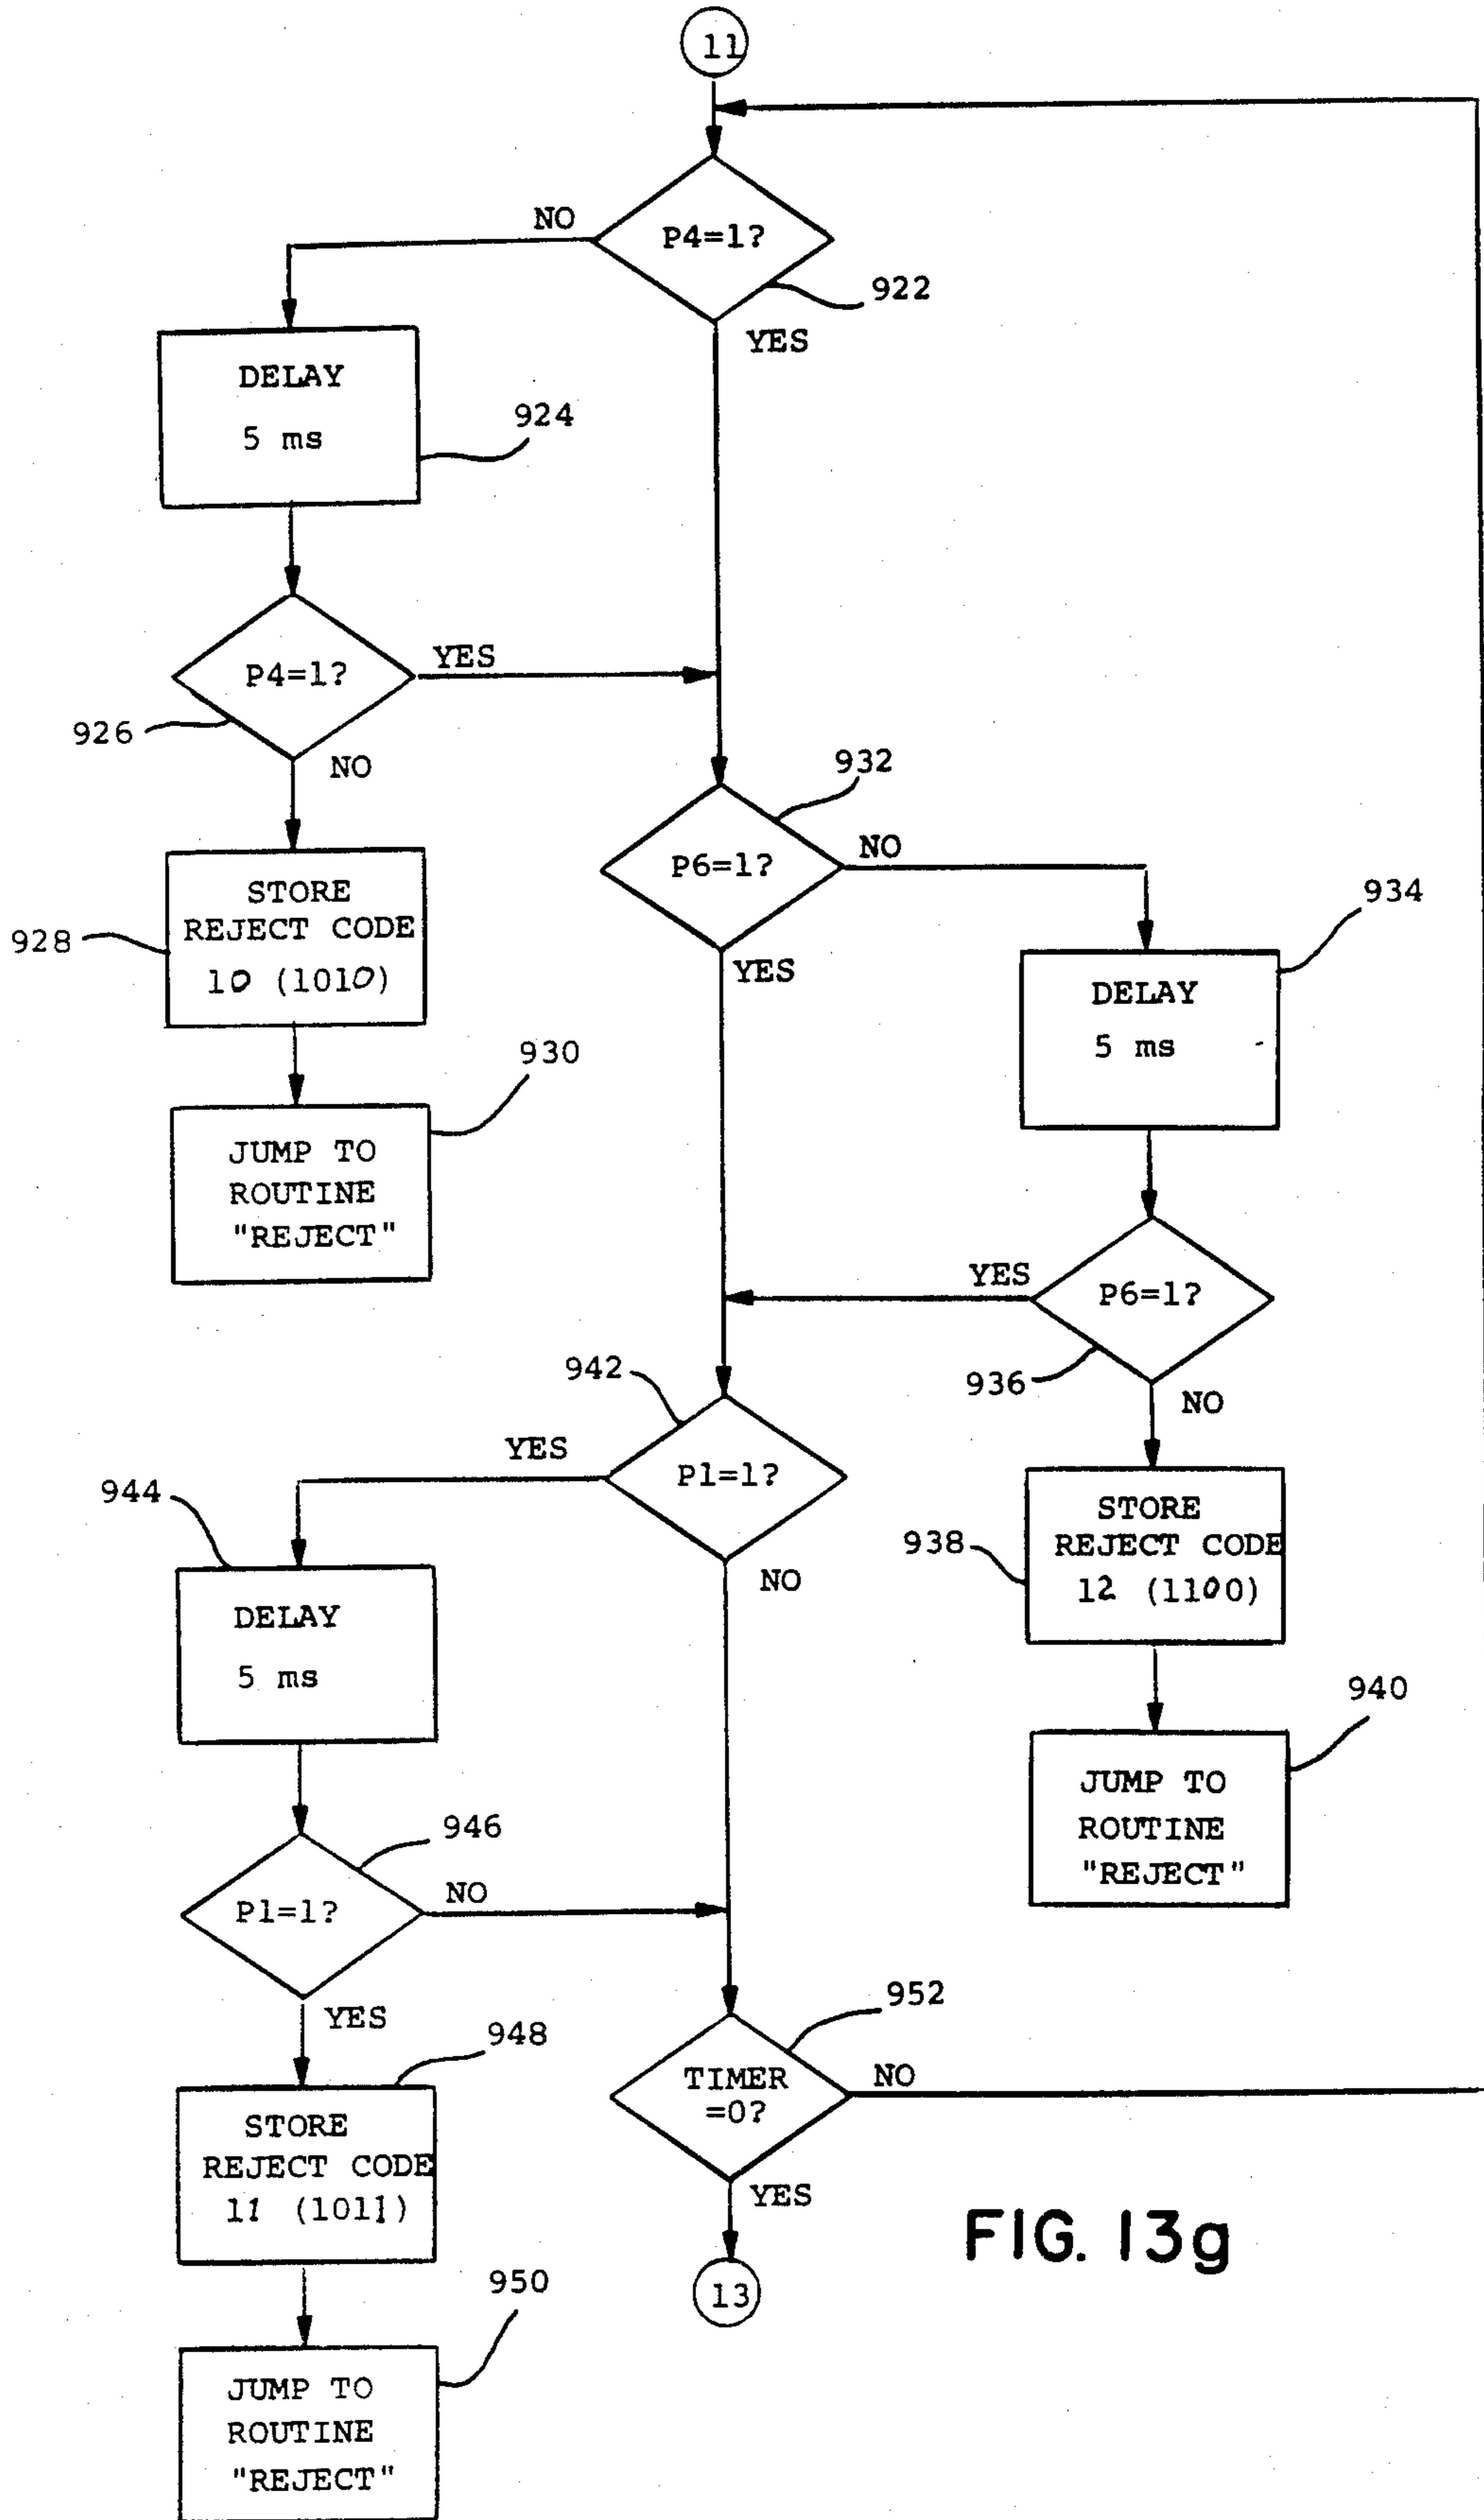 11
NO
P4=1?
922
YES
DELAY
5 ms
924
P4=1?
YES
926
NO
932
P6=1?
NO
934
STORE
REJECT CODE
10 (1010)
928
YES
DELAY
5 ms
930
JUMP TO
ROUTINE
"REJECT"
YES
P6=1?
936
NO
942
YES
P1=1?
944
NO
STORE
REJECT CODE
12 (1100)
938
DELAY
5 ms
940
JUMP TO
ROUTINE
"REJECT"
946
P1=1?
NO
YES
952
948
TIMER
=0?
NO
STORE
REJECT CODE
11 (1011)
YES
FIG. 13g
13
950
JUMP TO
ROUTINE
"REJECT"